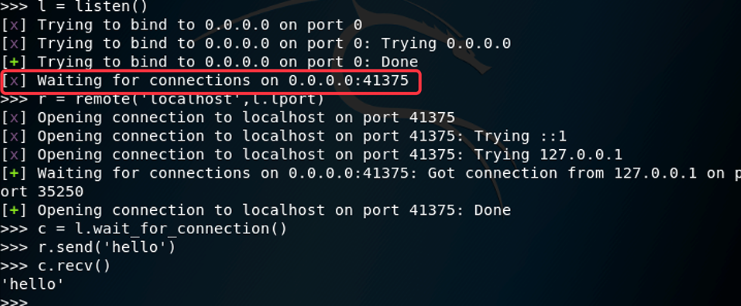 >>> l = listen()
[x] Trying to bind to 0.0.0.0 on port 0
[x] Trying to bind to 0.0.0.0 on port 0: Trying 0.0.0.0
[+] Trying to bind to 0.0.0.0 on port 0: Done
[x] Waiting for connections on 0.0.0.0:41375
>>> r = remote('localhost',l.lport)
[x] Opening connection to localhost on port 41375
[x] Opening connection to localhost on port 41375: Trying ::1
[x] Opening connection to localhost on port 41375: Trying 127.0.0.1
[+] Waiting for connections on 0.0.0.0:41375: Got connection from 127.0.0.1 on p
ort 35250
[+] Opening connection to localhost on port 41375: Done
>>> c = l.wait_for_connection()
>>> r.send('hello')
>>> c.recv()
'hello'
>>>